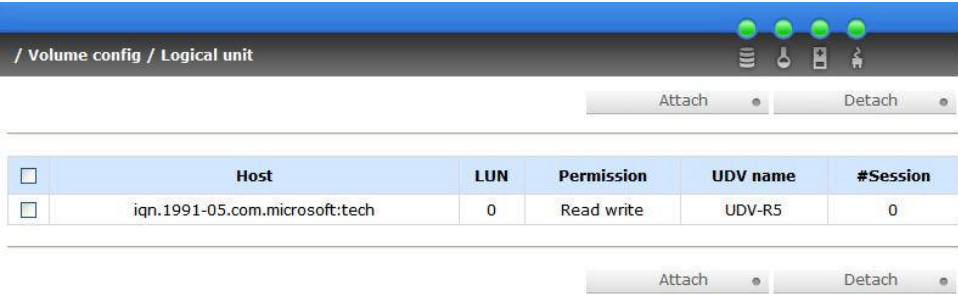 / Volume config / Logical unit
Attach Detach
Host LUN Permission UDV name #Session
iqn.1991-05.com.microsoft:tech 0 Read write UDV-R5 0
Attach Detach